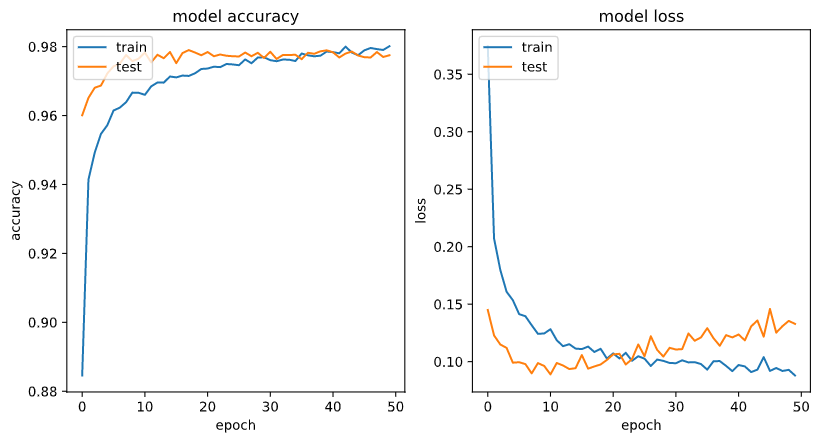 model accuracy
train
test
0.98
0.96
0.94
0.92
0.90
0.88
accuracy
0 10 20 30 40 50
epoch
model loss
train
test
0.35
0.30
0.25
0.20
0.15
0.10
loss
0 10 20 30 40 50
epoch